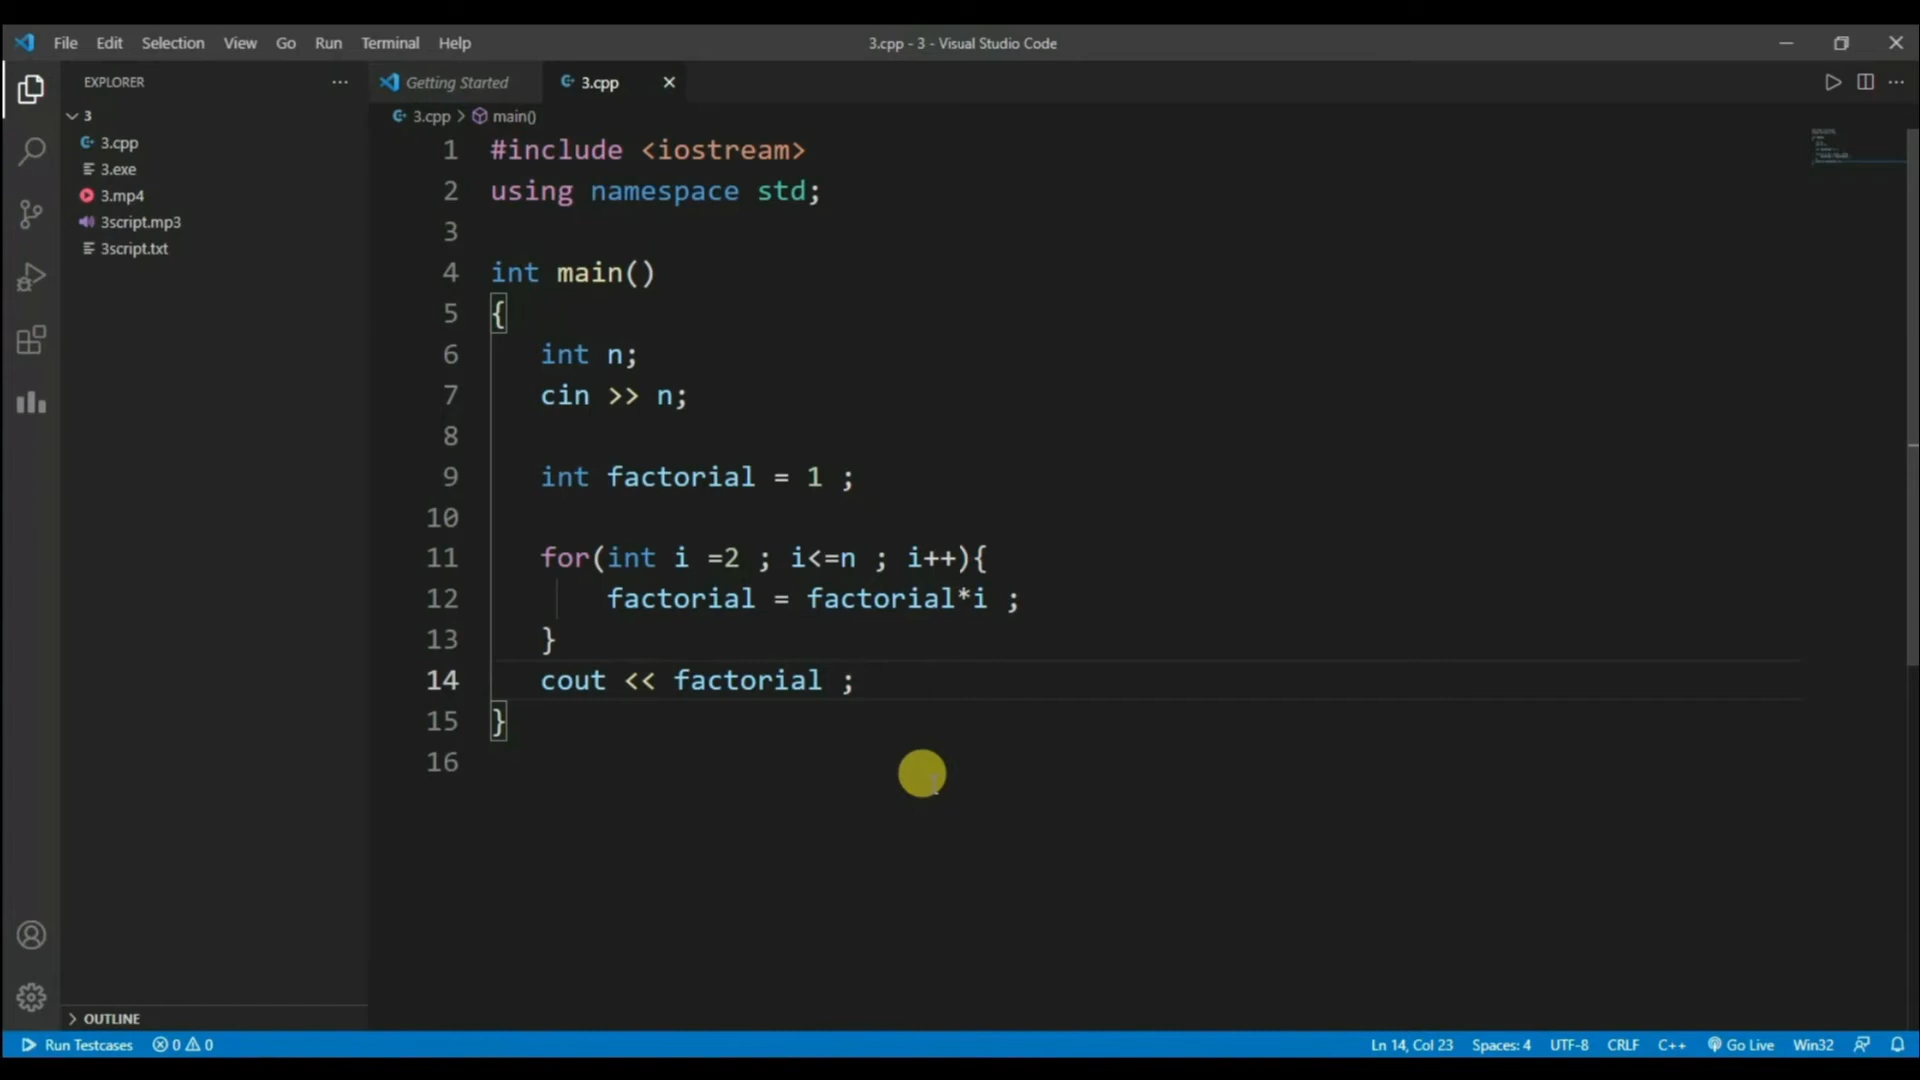 File Edit Selection View Go Run Terminal Help
3.cpp - 3 - Visual Studio Code
EXPLORER
3
3.cpp
3.exe
3.mp4
3script.mp3
3script.txt
OUTLINE
Getting Started
3.cpp
3.cpp > main()
1 #include <iostream>
2 using namespace std;
3
4 int main()
5 {
6 int n;
7 cin >> n;
8
9 int factorial = 1 ;
10
11 for(int i =2 ; i<=n ; i++){
12 factorial = factorial*i ;
13 }
14 cout << factorial ;
15 }
16
Run Testcases 0 0
Ln 14, Col 23 Spaces: 4 UTF-8 CRLF C++ Go Live Win32